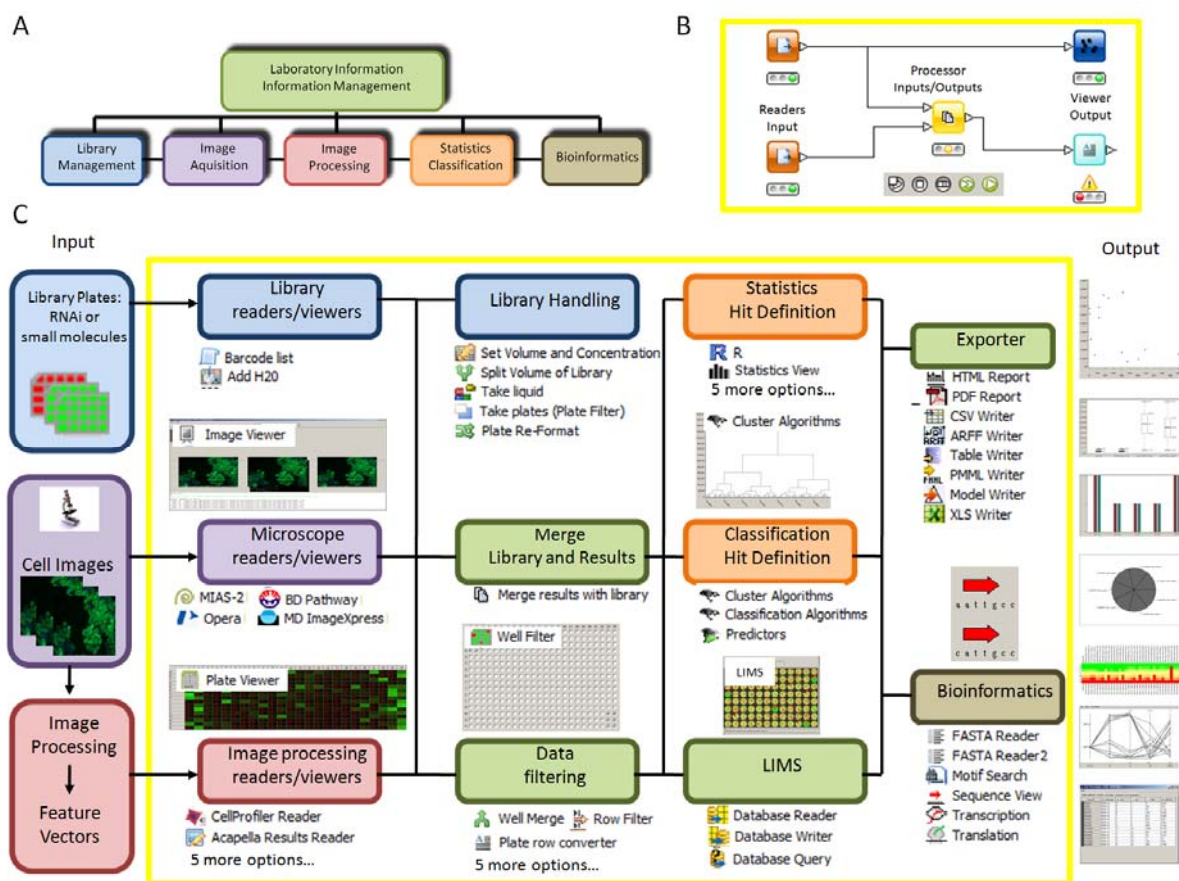 A
Laboratory Information
Information Management
Library
Management
Image
Aquisition
Image
Processing
Statistics
Classification
Bioinformatics
B
Processor
Inputs/Outputs
Readers
Input
Viewer
Output
C
Input
Output
Library Plates:
RNAi or
small molecules
Cell Images
Image
Processing
Feature
Vectors
Library
readers/viewers
Barcode list
Add H20
Image Viewer
Microscope
readers/viewers
MIAS-2
BD Pathway
Opera
MD ImageXpress
Plate Viewer
Image processing
readers/viewers
CellProfiler Reader
Acapella Results Reader
5 more options...
Library Handling
Set Volume and Concentration
Split Volume of Library
Take liquid
Take plates (Plate Filter)
Plate Re-Format
Merge
Library and Results
Merge results with library
Well Filter
Data
filtering
Well Merge
Row Filter
Plate row converter
5 more options...
Statistics
Hit Definition
R
Statistics View
5 more options...
Cluster Algorithms
Classification
Hit Definition
Cluster Algorithms
Classification Algorithms
Predictors
LIMS
LIMS
Database Reader
Database Writer
Database Query
Exporter
HTML Report
PDF Report
CSV Writer
ARFF Writer
Table Writer
PMML Writer
Model Writer
XLS Writer
a a t t g c c
c a t t g c c
Bioinformatics
FASTA Reader
FASTA Reader2
Motif Search
Sequence View
Transcription
Translation